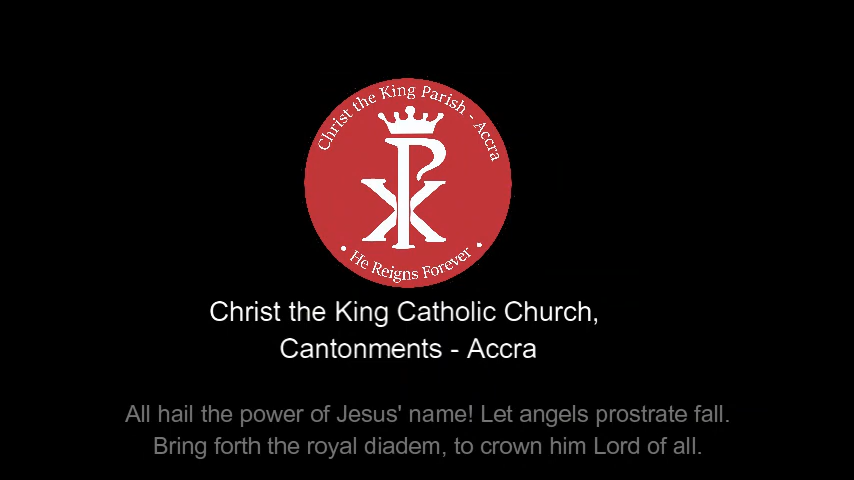 Christ the King Parish - Accra
• He Reigns Forever •
Christ the King Catholic Church,
Cantonments - Accra
All hail the power of Jesus' name! Let angels prostrate fall.
Bring forth the royal diadem, to crown him Lord of all.